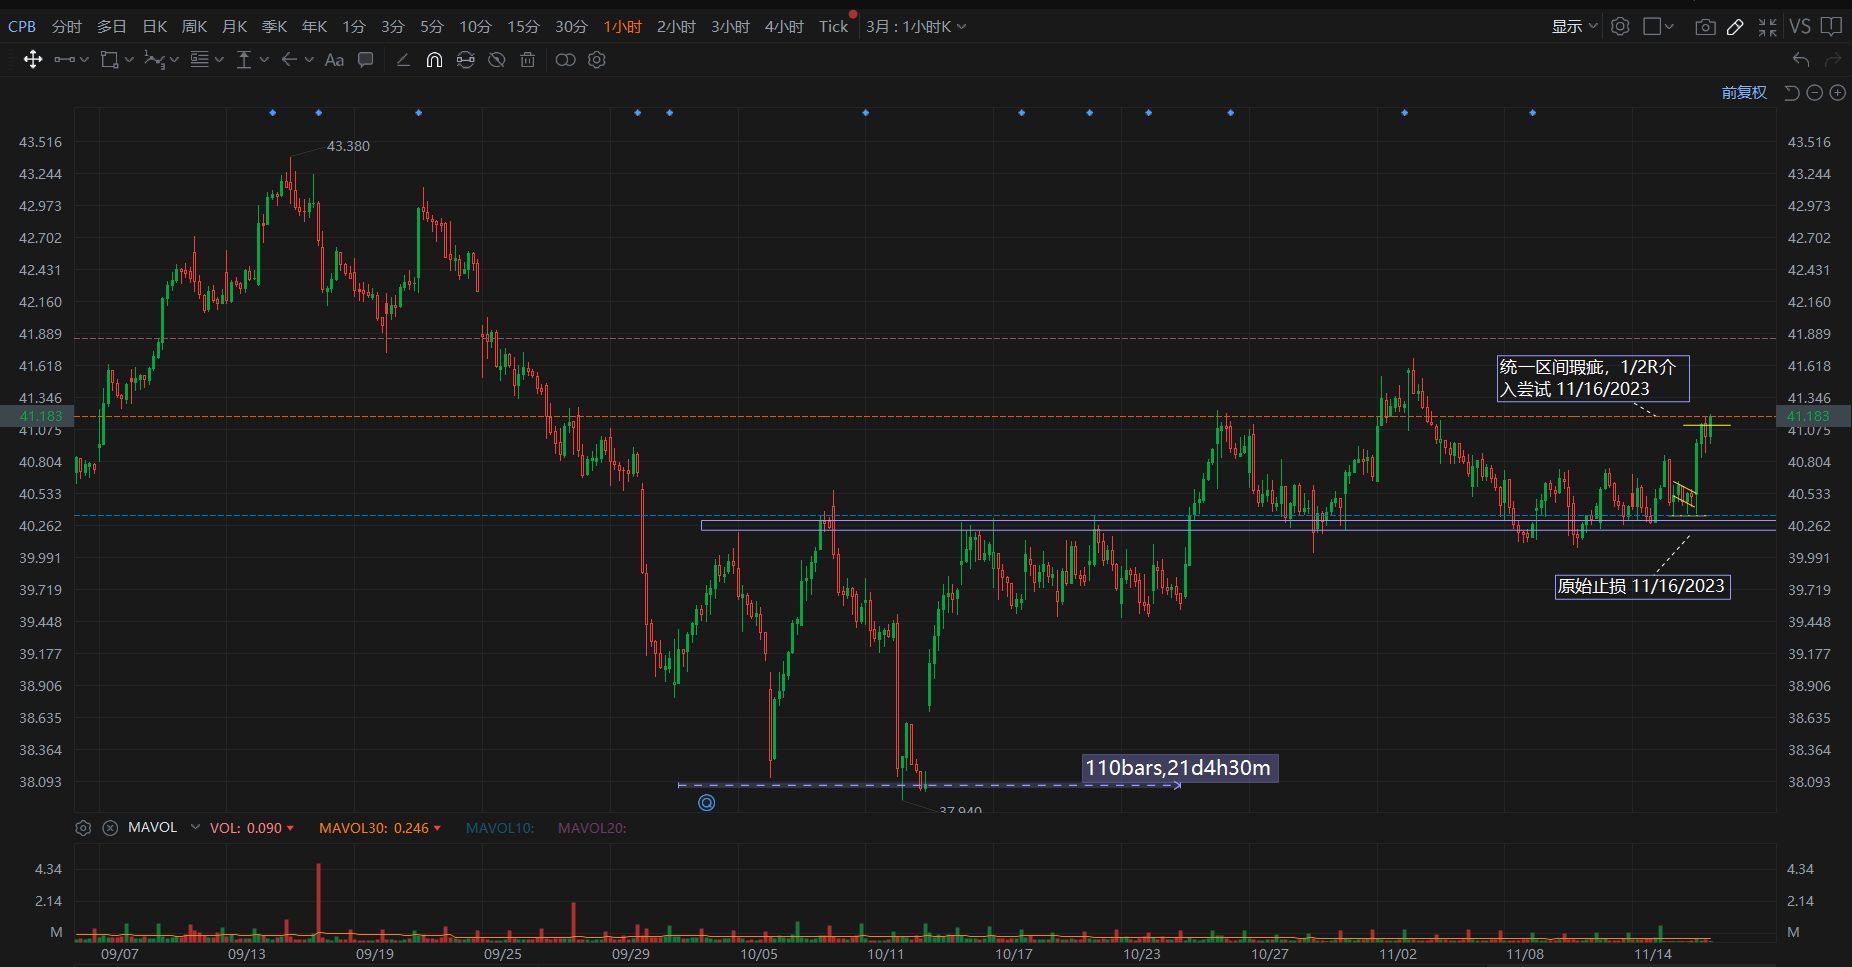 CPB 分时 多日 日K 周K 月K 季K 年K 1分 3分 5分 10分 15分 30分 1小时 2小时 3小时 4小时 Tick 3月 : 1小时K 显示 VS
Aa
前复权
43.516 43.516
43.380
43.244 43.244
42.973 42.973
42.702 42.702
42.431 42.431
42.160 42.160
41.889 41.889
41.618 41.618
统一区间瑕疵，1/2R介
入尝试 11/16/2023
41.346 41.346
41.183 41.183
41.075 41.075
40.804 40.804
40.533 40.533
40.262 40.262
39.991 39.991
原始止损 11/16/2023
39.719 39.719
39.448 39.448
39.177 39.177
38.906 38.906
38.635 38.635
38.364 38.364
110bars,21d4h30m
38.093 38.093
37.940
MAVOL VOL: 0.090 MAVOL30: 0.246 MAVOL10: MAVOL20:
4.34 4.34
2.14 2.14
M M
09/07 09/13 09/19 09/25 09/29 10/05 10/11 10/17 10/23 10/27 11/02 11/08 11/14